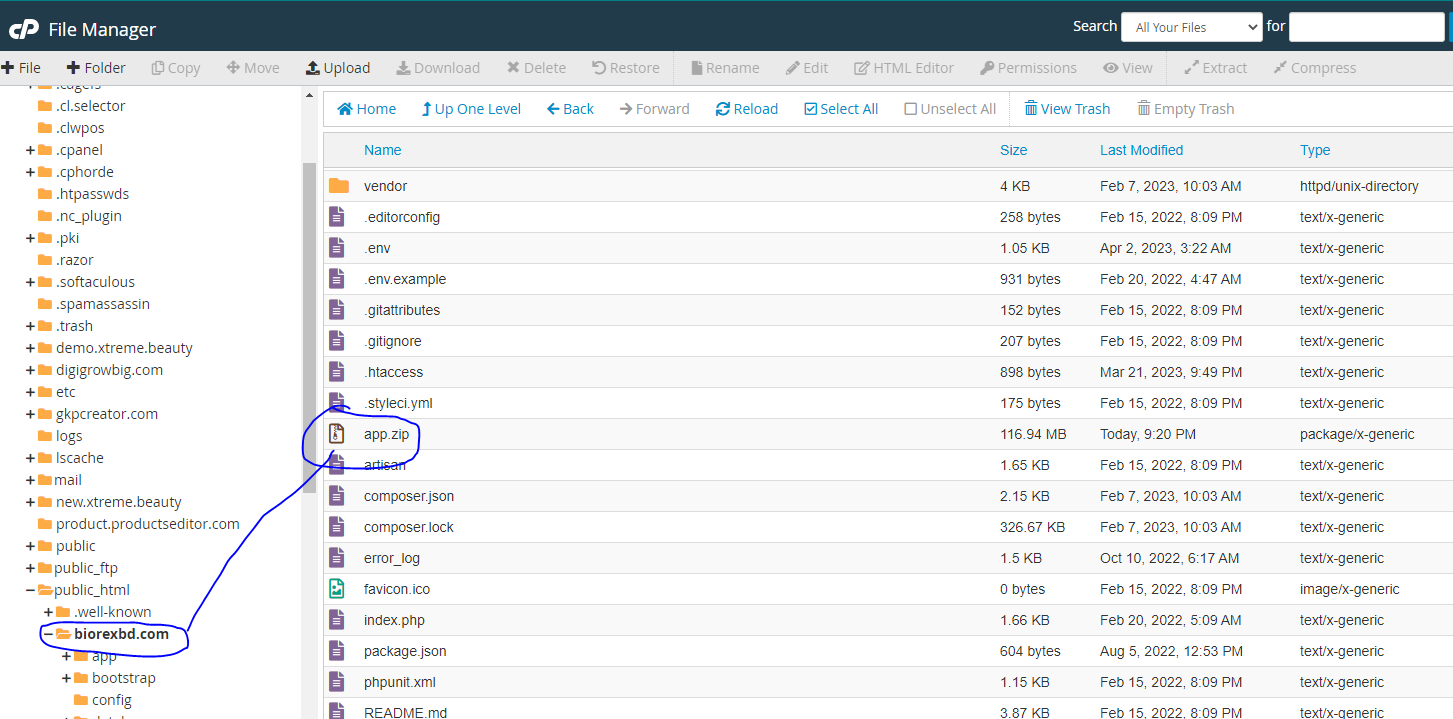 cP File Manager
Search All Your Files for
File Folder Copy Move Upload Download Delete Restore Rename Edit HTML Editor Permissions View Extract Compress
Home Up One Level Back Forward Reload Select All Unselect All View Trash Empty Trash
.cl.selector
.clwpos
.cpanel
.cphorde
.htpasswds
.nc_plugin
.pki
.razor
.softaculous
.spamassassin
.trash
demo.xtreme.beauty
digigrowbig.com
etc
gkpcreator.com
logs
lscache
mail
new.xtreme.beauty
product.productseditor.com
public
public_ftp
public_html
.well-known
biorexbd.com
app
bootstrap
config
Name Size Last Modified Type
vendor 4 KB Feb 7, 2023, 10:03 AM httpd/unix-directory
.editorconfig 258 bytes Feb 15, 2022, 8:09 PM text/x-generic
.env 1.05 KB Apr 2, 2023, 3:22 AM text/x-generic
.env.example 931 bytes Feb 20, 2022, 4:47 AM text/x-generic
.gitattributes 152 bytes Feb 15, 2022, 8:09 PM text/x-generic
.gitignore 207 bytes Feb 15, 2022, 8:09 PM text/x-generic
.htaccess 898 bytes Mar 21, 2023, 9:49 PM text/x-generic
.styleci.yml 175 bytes Feb 15, 2022, 8:09 PM text/x-generic
app.zip 116.94 MB Today, 9:20 PM package/x-generic
artisan 1.65 KB Feb 15, 2022, 8:09 PM text/x-generic
composer.json 2.15 KB Feb 7, 2023, 10:03 AM text/x-generic
composer.lock 326.67 KB Feb 7, 2023, 10:03 AM text/x-generic
error_log 1.5 KB Oct 10, 2022, 6:17 AM text/x-generic
favicon.ico 0 bytes Feb 15, 2022, 8:09 PM image/x-generic
index.php 1.66 KB Feb 20, 2022, 5:09 AM text/x-generic
package.json 604 bytes Aug 5, 2022, 12:53 PM text/x-generic
phpunit.xml 1.15 KB Feb 15, 2022, 8:09 PM text/x-generic
README.md 3.87 KB Feb 15, 2022, 8:09 PM text/x-generic